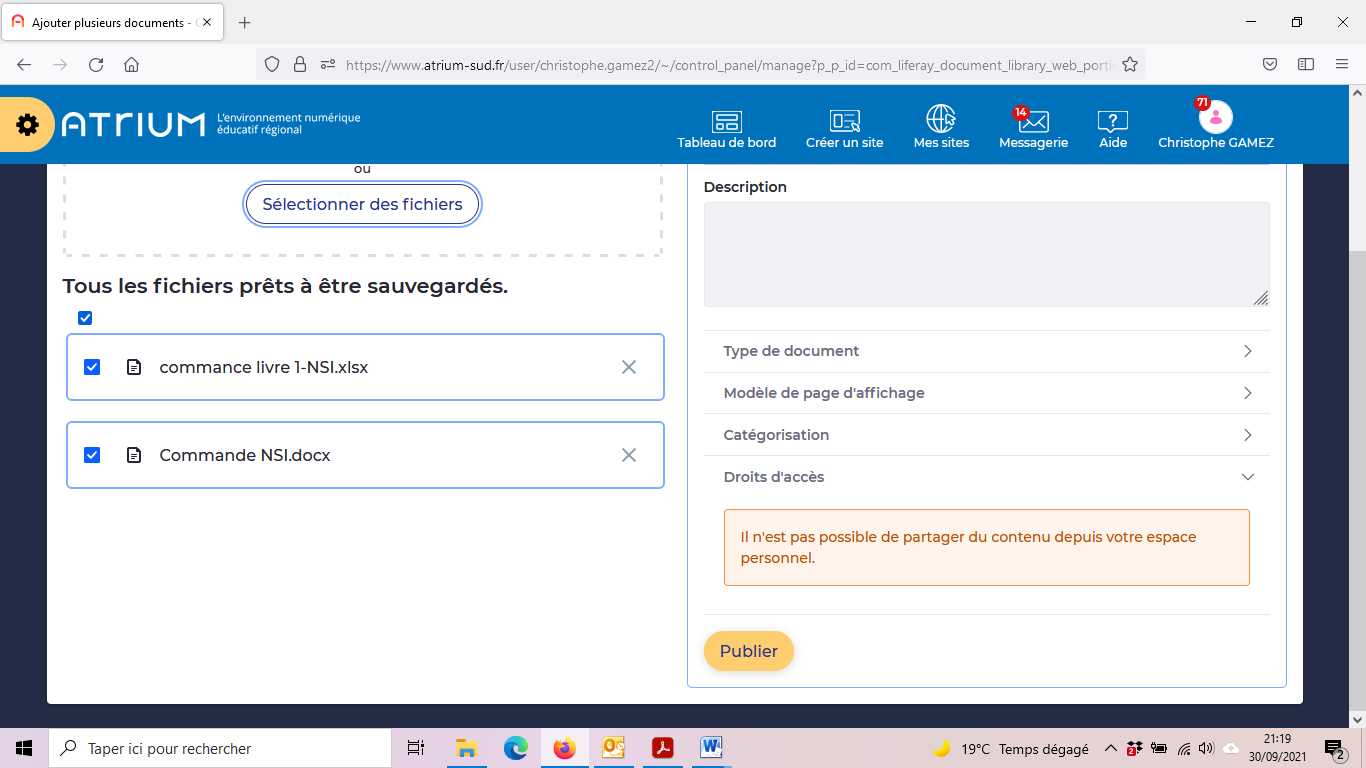 Ajouter plusieurs documents -
https://www.atrium-sud.fr/user/christophe.gamez2/~/control_panel/manage?p_p_id=com_liferay_document_library_web_portl
ATRIUM
L'environnement numérique
éducatif régional
Tableau de bord
Créer un site
Mes sites
14
Messagerie
Aide
71
Christophe GAMEZ
ou
Sélectionner des fichiers
Tous les fichiers prêts à être sauvegardés.
commance livre 1-NSI.xlsx
Commande NSI.docx
Description
Type de document
Modèle de page d'affichage
Catégorisation
Droits d'accès
Il n'est pas possible de partager du contenu depuis votre espace
personnel.
Publier
Taper ici pour rechercher
19°C Temps dégagé
21:19
30/09/2021
2